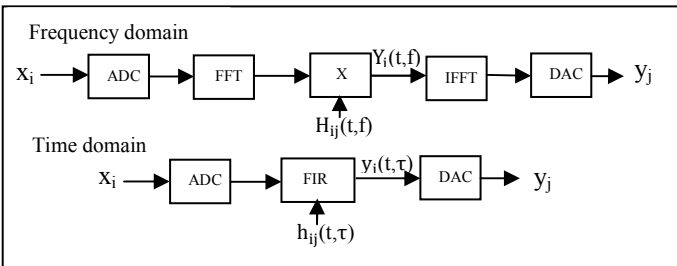 Frequency domain
xᵢ ADC FFT X Yᵢ(t,f) IFFT DAC yⱼ
Hᵢⱼ(t,f)
Time domain
xᵢ ADC FIR yᵢ(t,τ) DAC yⱼ
hᵢⱼ(t,τ)